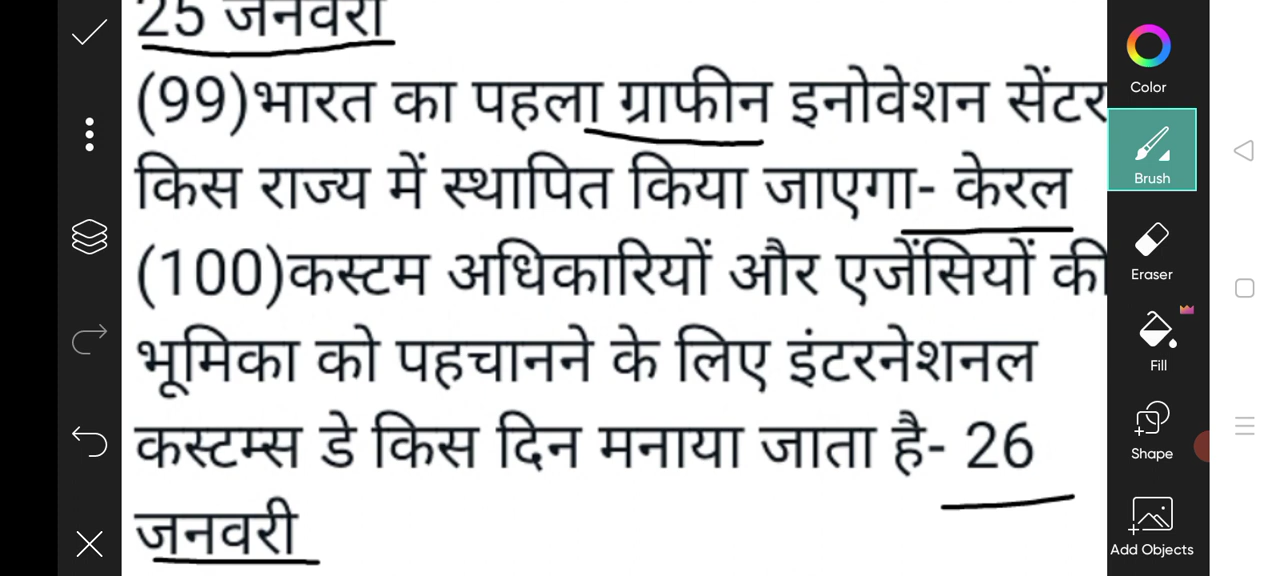 25 जनवरी
Color
(99)भारत का पहला ग्राफीन इनोवेशन सेंटर
Brush
किस राज्य में स्थापित किया जाएगा- केरल
Eraser
(100)कस्टम अधिकारियों और एजेंसियों की
भूमिका को पहचानने के लिए इंटरनेशनल
Fill
कस्टम्स डे किस दिन मनाया जाता है- 26
Shape
जनवरी
Add Objects